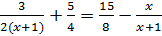 3/(2(x+1)) + 5/4 = 15/8 − x/(x+1)